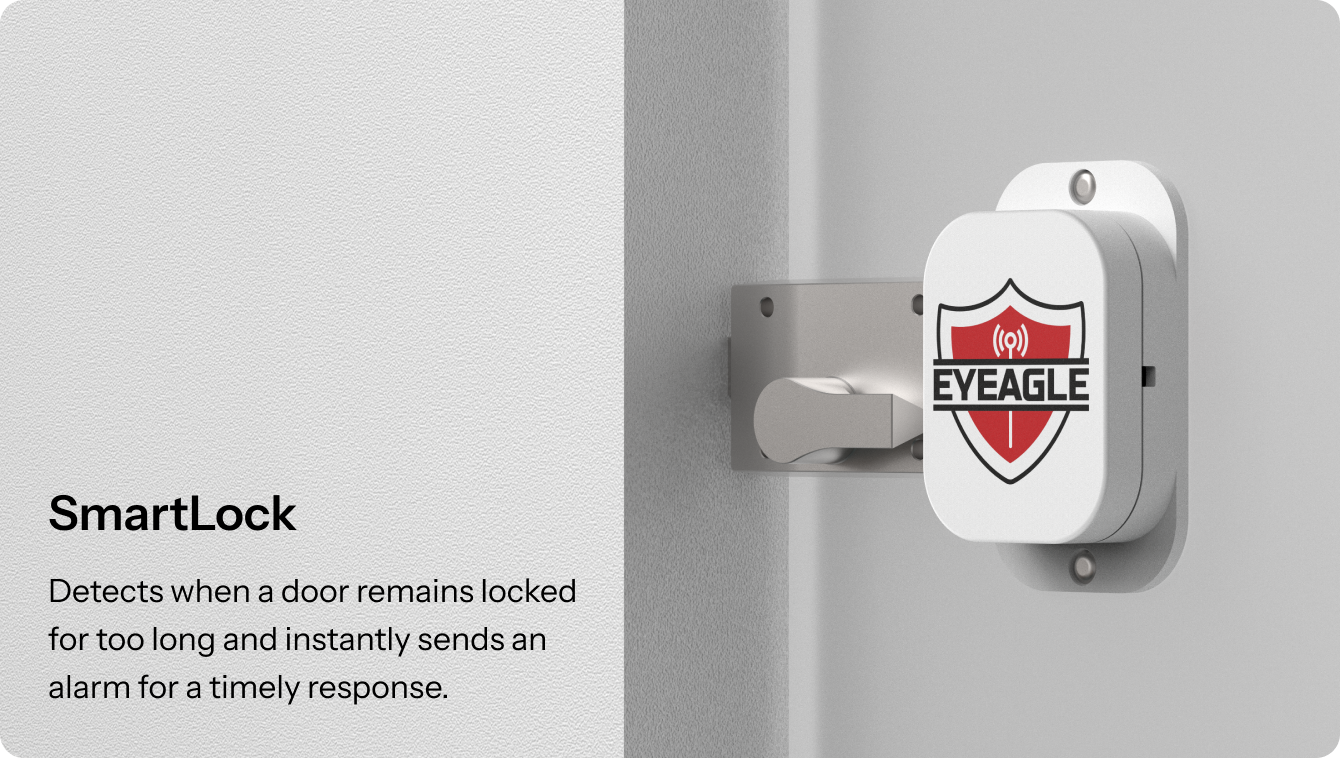 EYEAGLE
SmartLock
Detects when a door remains locked
for too long and instantly sends an
alarm for a timely response.